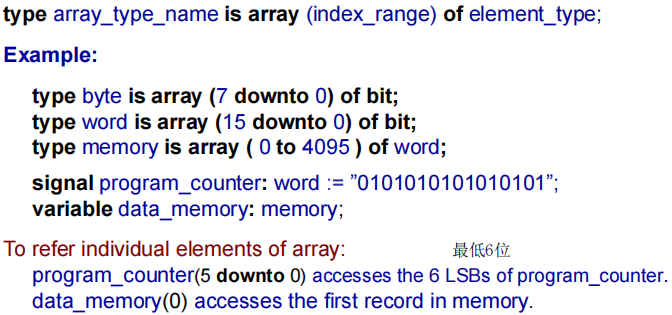 type array_type_name is array (index_range) of element_type;
Example:
type byte is array (7 downto 0) of bit;
type word is array (15 downto 0) of bit;
type memory is array ( 0 to 4095 ) of word;
signal program_counter: word := ”0101010101010101”;
variable data_memory: memory;
To refer individual elements of array: 最低6位
program_counter(5 downto 0) accesses the 6 LSBs of program_counter.
data_memory(0) accesses the first record in memory.